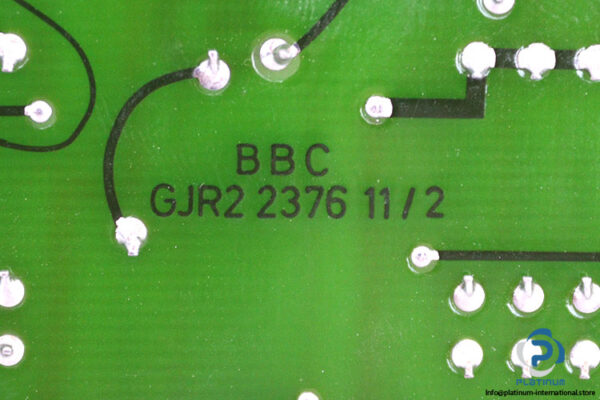 BBC
GJR2 2376 11/2
PLATINUM
info@platinum-international.store